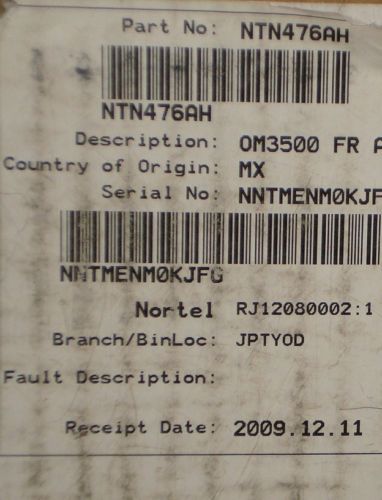 Part No: NTN476AH
NTN476AH
Description: OM3500 FR
Country of Origin: MX
Serial No: NNTMENM0KJF
NNTMENM0KJFG
Nortel RJ12080002:1
Branch/BinLoc: JPTYOD
Fault Description:
Receipt Date: 2009.12.11